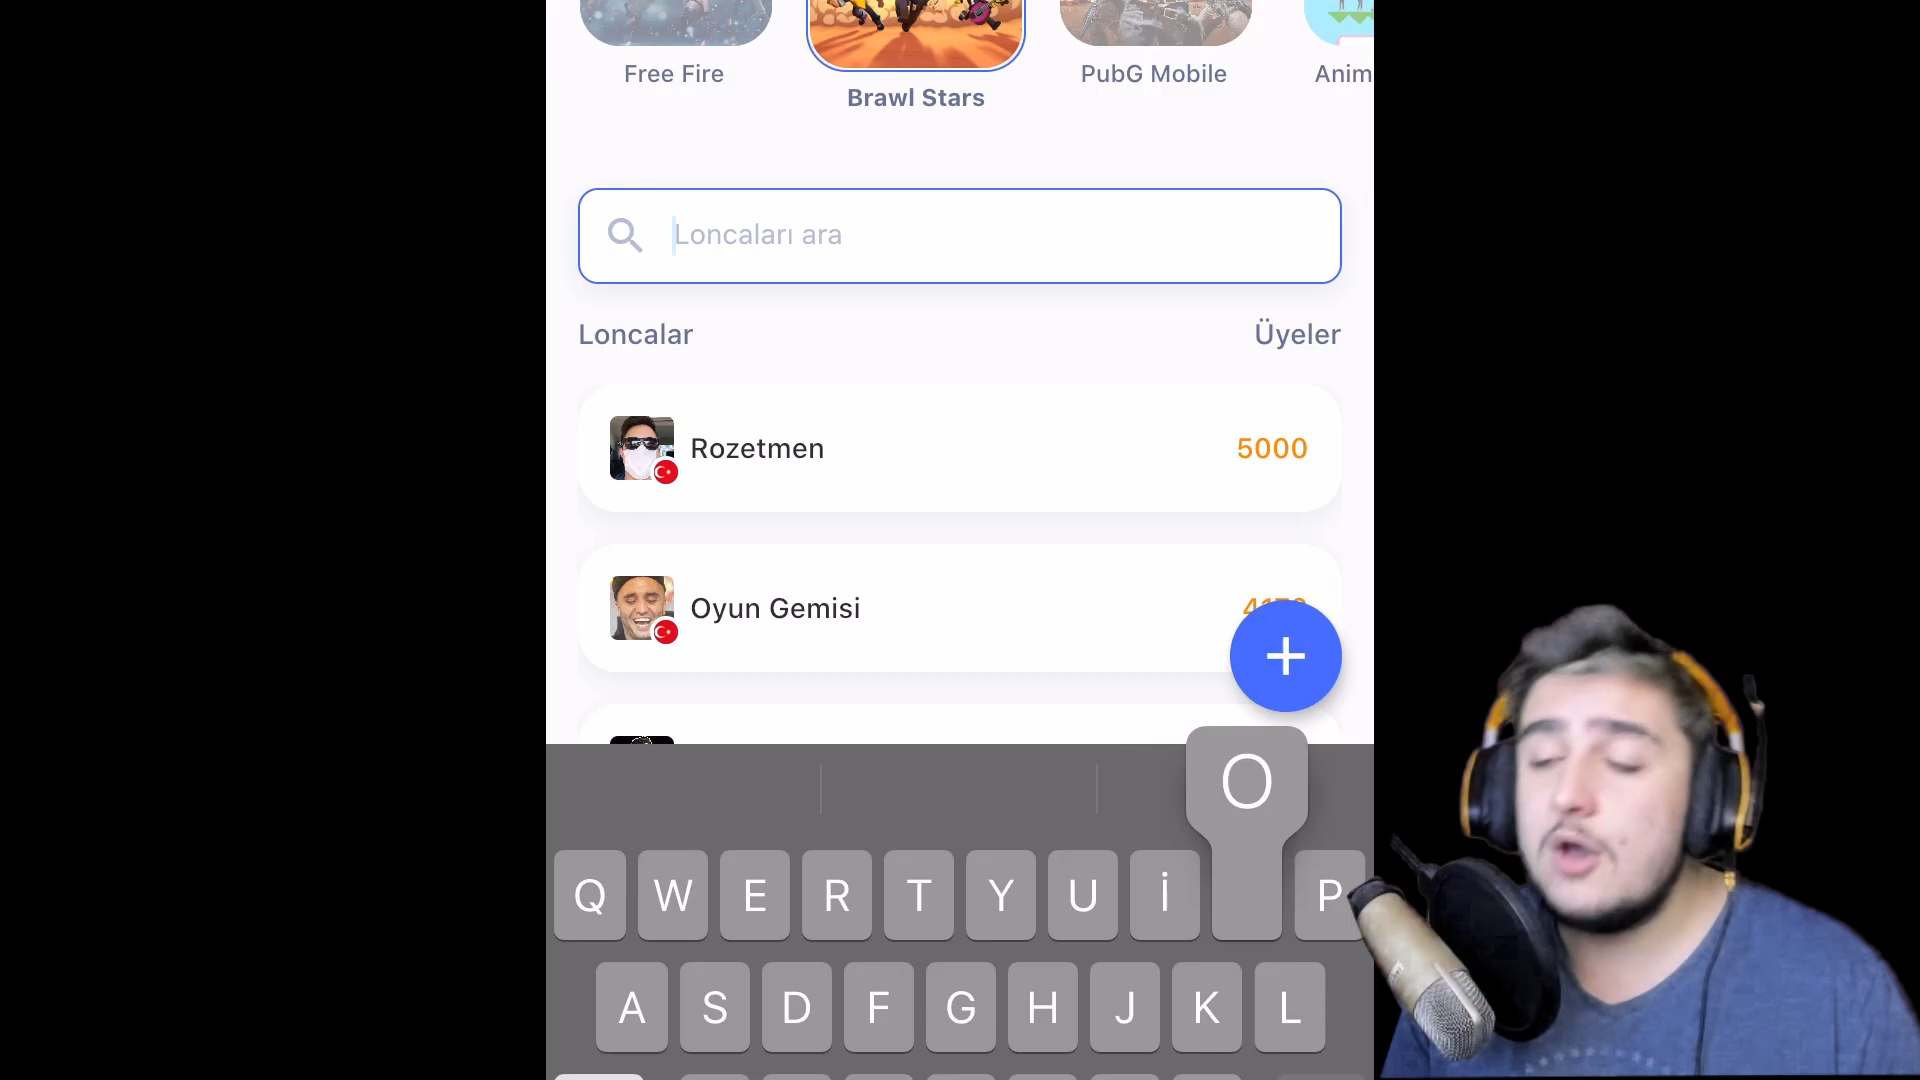 Free Fire
Brawl Stars
PubG Mobile
Anim
Loncaları ara
Loncalar
Üyeler
Rozetmen
5000
Oyun Gemisi
O
Q W E R T Y U İ P
A S D F G H J K L